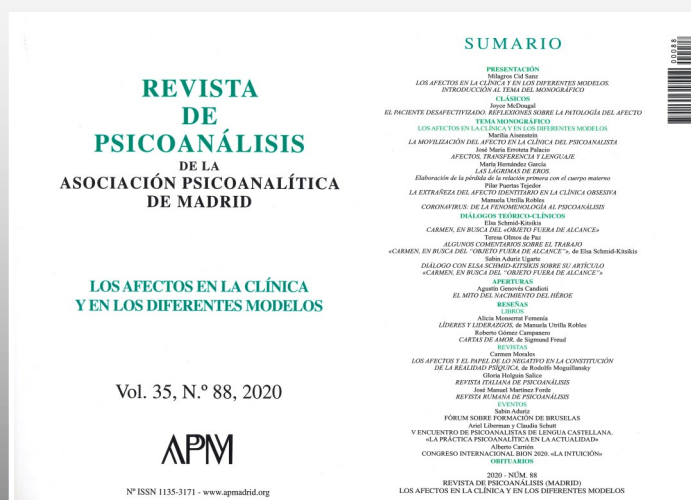 REVISTA
DE
PSICOANÁLISIS
DE LA
ASOCIACIÓN PSICOANALÍTICA
DE MADRID
LOS AFECTOS EN LA CLÍNICA
Y EN LOS DIFERENTES MODELOS
Vol. 35, N.º 88, 2020
APM
Nº ISSN 1135-3171 - www.apmadrid.org
SUMARIO
PRESENTACIÓN
Milagros Cid Sanz
LOS AFECTOS EN LA CLÍNICA Y EN LOS DIFERENTES MODELOS.
INTRODUCCIÓN AL TEMA DEL MONOGRÁFICO
CLÁSICOS
Joyce McDougal
EL PACIENTE DESAFECTIVIZADO. REFLEXIONES SOBRE LA PATOLOGÍA DEL AFECTO
TEMA MONOGRÁFICO
LOS AFECTOS EN LA CLÍNICA Y EN LOS DIFERENTES MODELOS
Marilia Aisenstein
LA MOVILIZACIÓN DEL AFECTO EN LA CLÍNICA DEL PSICOANALISTA
José María Erroteta Palacio
AFECTOS, TRANSFERENCIA Y LENGUAJE
María Hernández García
LAS LÁGRIMAS DE EROS.
Elaboración de la pérdida de la relación primera con el cuerpo materno
Pilar Puertas Tejedor
LA EXTRAÑEZA DEL AFECTO IDENTITARIO EN LA CLÍNICA OBSESIVA
Manuela Utrilla Robles
CORONAVIRUS: DE LA FENOMENOLOGÍA AL PSICOANÁLISIS
DIÁLOGOS TEÓRICO-CLÍNICOS
Elsa Schmid-Kitsikis
CARMEN, EN BUSCA DEL «OBJETO FUERA DE ALCANCE»
Teresa Olmos de Paz
ALGUNOS COMENTARIOS SOBRE EL TRABAJO
«CARMEN, EN BUSCA DEL "OBJETO FUERA DE ALCANCE"», de Elsa Schmid-Kitsikis
Sabin Aduriz Ugarte
DIÁLOGO CON ELSA SCHMID-KITSIKIS SOBRE SU ARTÍCULO
«CARMEN, EN BUSCA DEL "OBJETO FUERA DE ALCANCE"»
APERTURAS
Agustín Genovés Candioti
EL MITO DEL NACIMIENTO DEL HÉROE
RESEÑAS
LIBROS
Alicia Monserrat Femenía
LÍDERES Y LIDERAZGOS, de Manuela Utrilla Robles
Roberto Gómez Campanero
CARTAS DE AMOR, de Sigmund Freud
REVISTAS
Carmen Morales
LOS AFECTOS Y EL PAPEL DE LO NEGATIVO EN LA CONSTITUCIÓN
DE LA REALIDAD PSÍQUICA, de Rodolfo Moguillansky
Gloria Holguín Salice
REVISTA ITALIANA DE PSICOANÁLISIS
José Manuel Martínez Forde
REVISTA RUMANA DE PSICOANÁLISIS
EVENTOS
Sabin Aduriz
FÓRUM SOBRE FORMACIÓN DE BRUSELAS
Ariel Liberman y Claudia Schutt
V ENCUENTRO DE PSICOANALISTAS DE LENGUA CASTELLANA.
«LA PRÁCTICA PSICOANALÍTICA EN LA ACTUALIDAD»
Alberto Carrión
CONGRESO INTERNACIONAL BION 2020. «LA INTUICIÓN»
OBITUARIOS
2020 - NÚM. 88
REVISTA DE PSICOANÁLISIS (MADRID)
LOS AFECTOS EN LA CLÍNICA Y EN LOS DIFERENTES MODELOS
00088